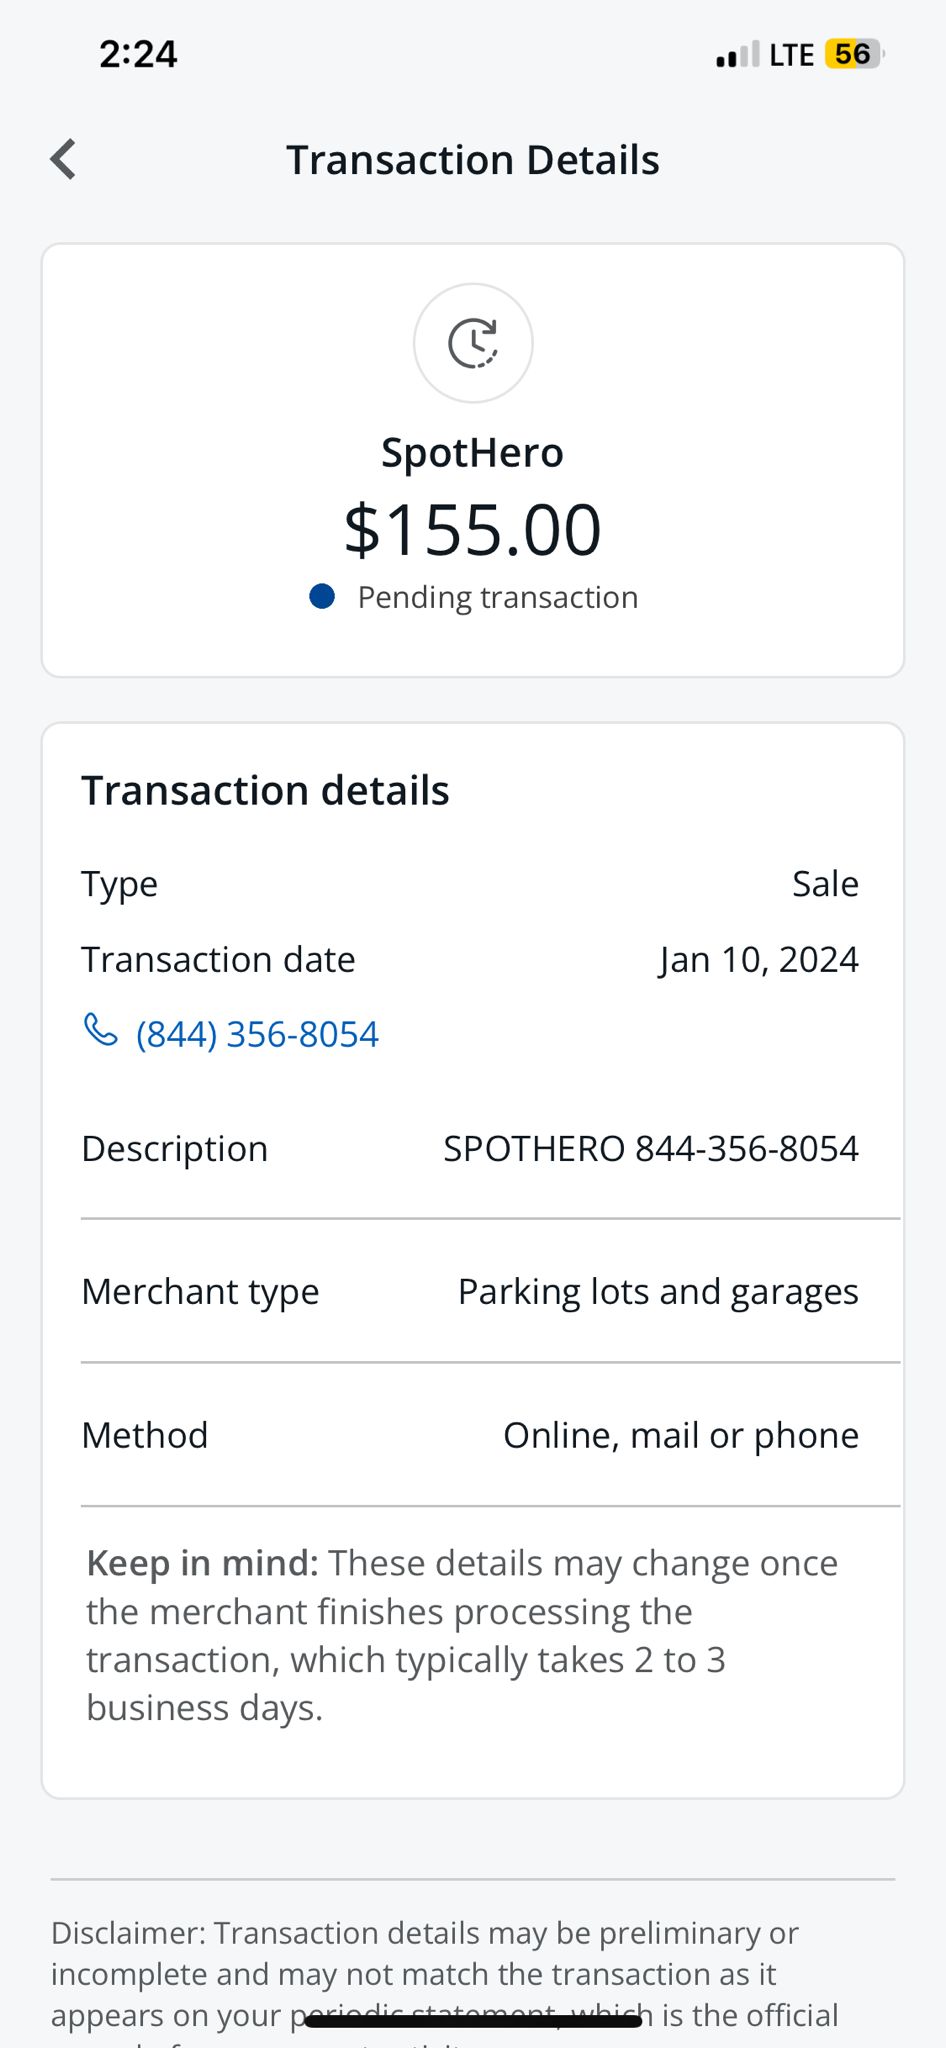 2:24
LTE 56
Transaction Details
SpotHero
$155.00
Pending transaction
Transaction details
Type Sale
Transaction date Jan 10, 2024
(844) 356-8054
Description SPOTHERO 844-356-8054
Merchant type Parking lots and garages
Method Online, mail or phone
Keep in mind: These details may change once
the merchant finishes processing the
transaction, which typically takes 2 to 3
business days.
Disclaimer: Transaction details may be preliminary or
incomplete and may not match the transaction as it
appears on your periodic statement, which is the official